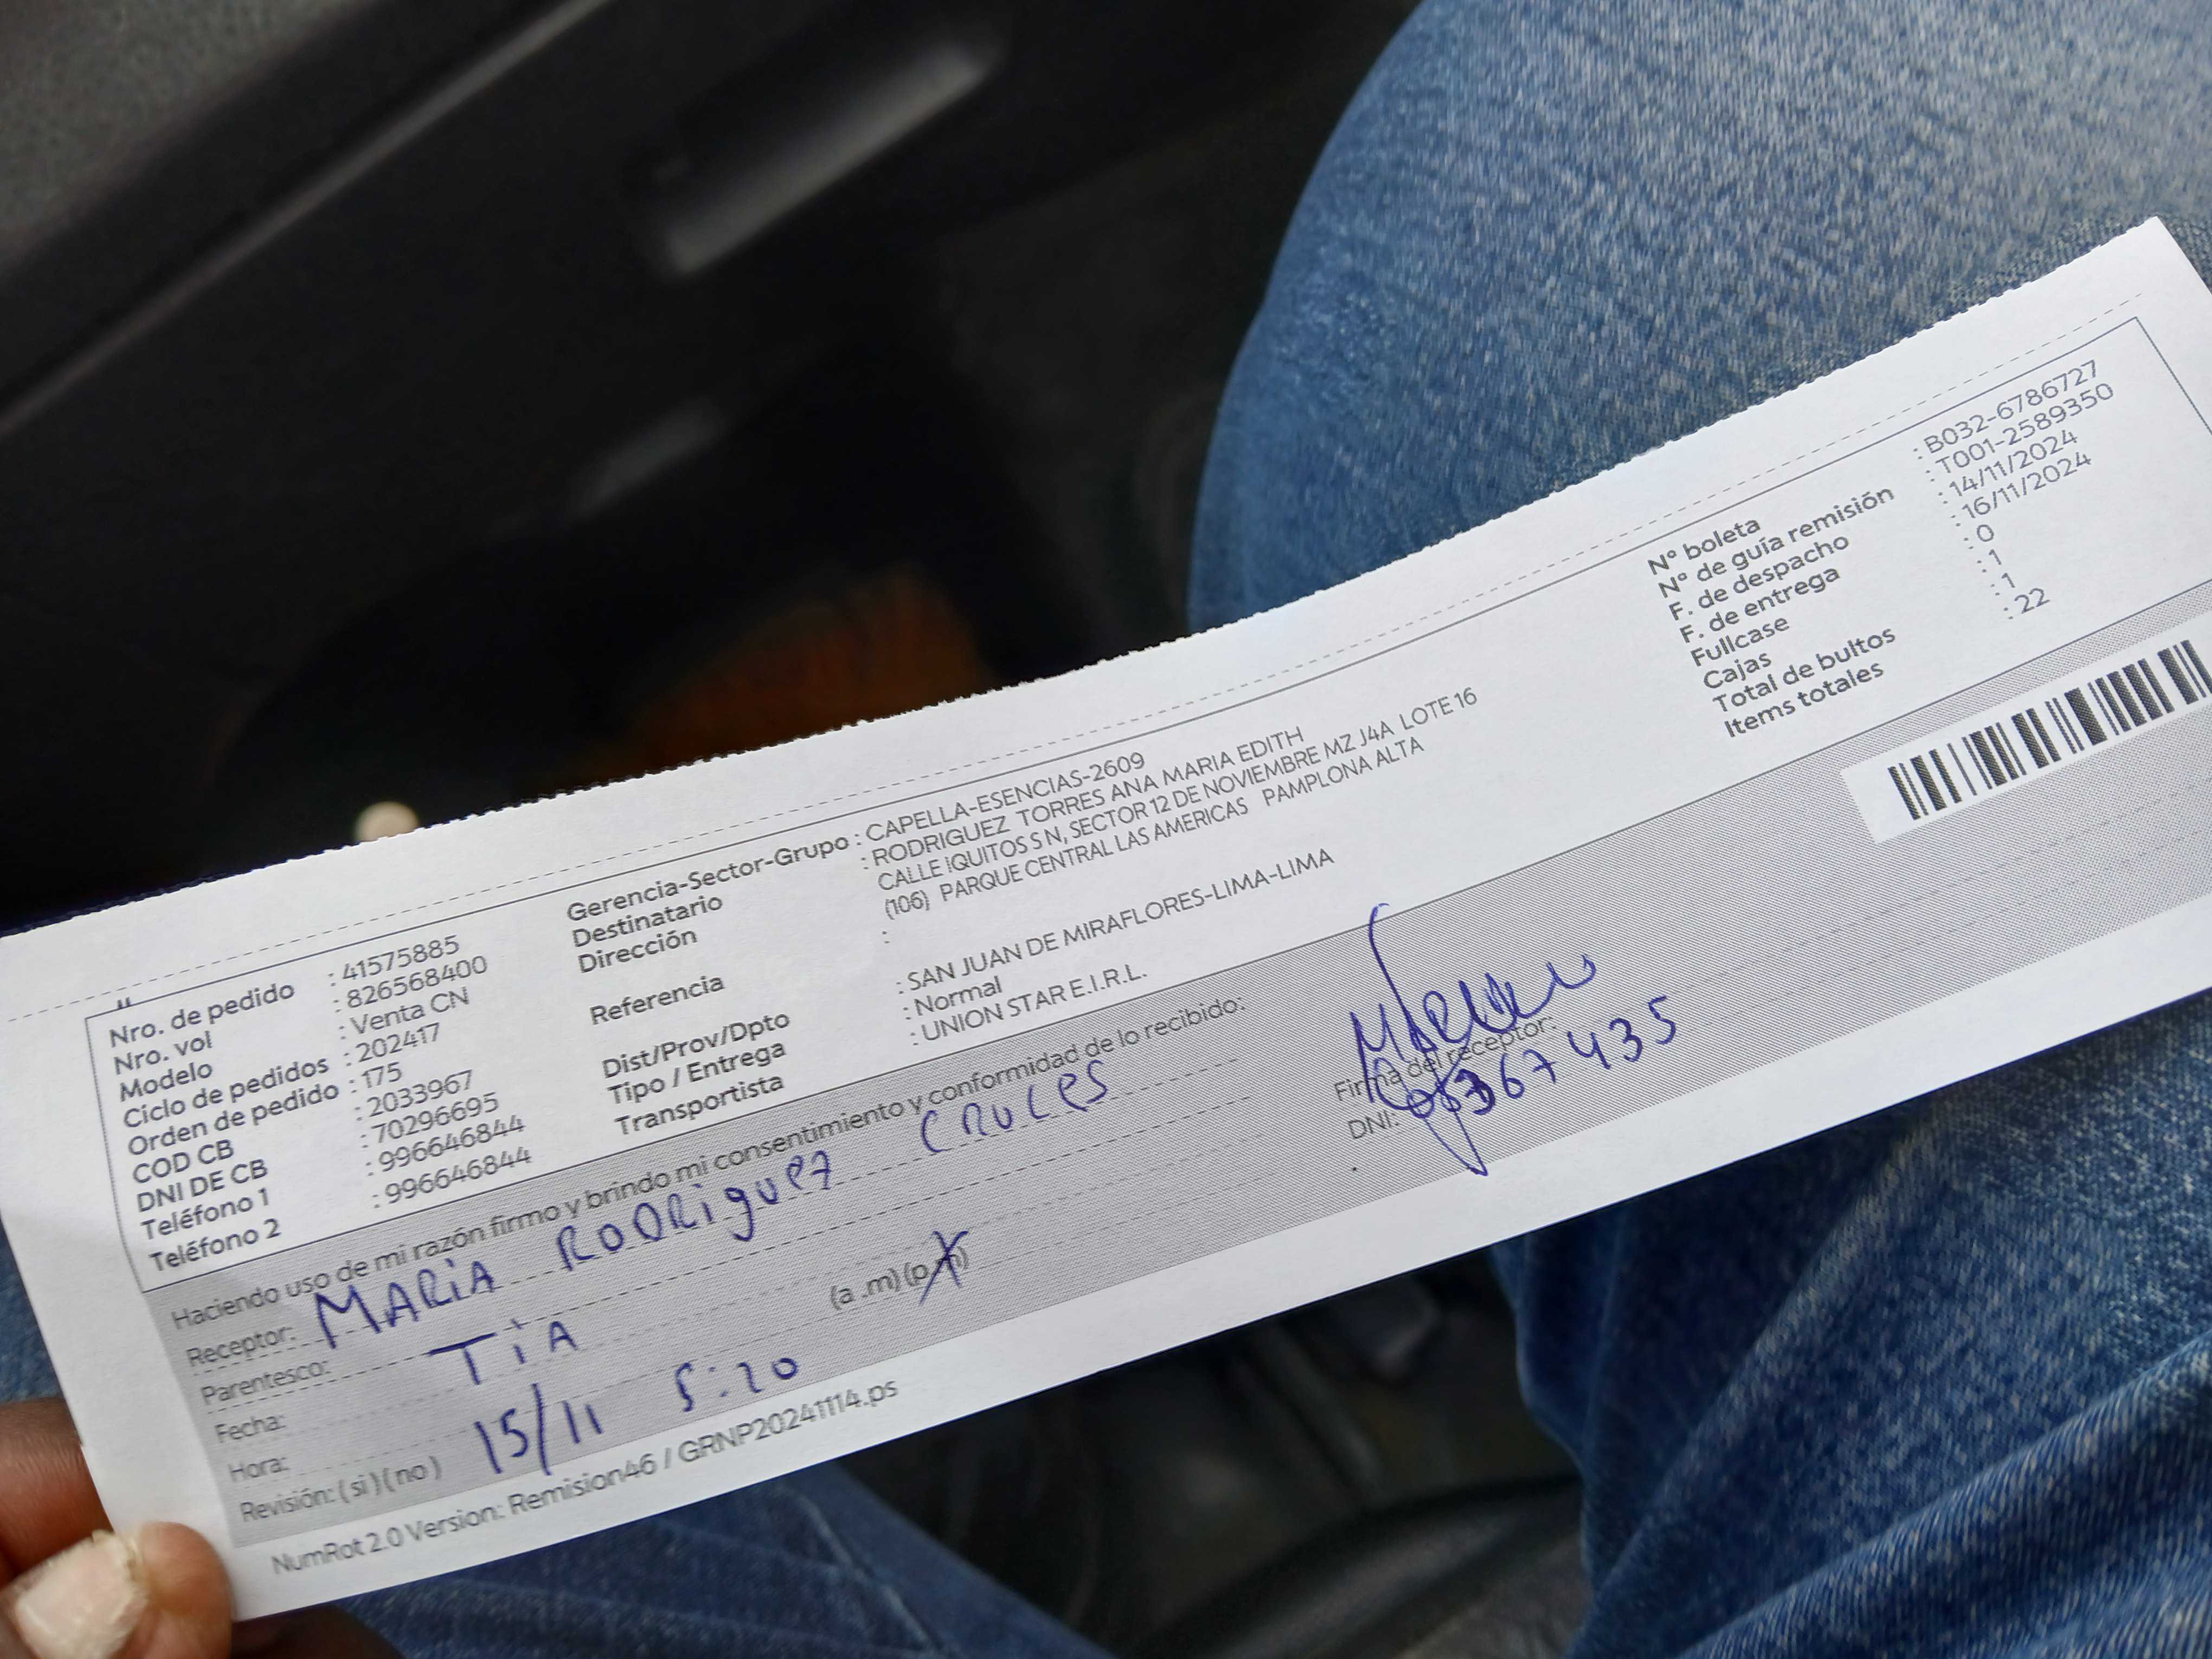 Nro. de pedido : 41575885
Nro. vol : 826568400
Modelo : Venta CN
Ciclo de pedidos : 202417
Orden de pedido : 175
COD CB : 2033967
DNI DE CB : 70296695
Teléfono 1 : 996646844
Teléfono 2 : 996646844
Gerencia-Sector-Grupo : CAPELLA-ESENCIAS-2609
Destinatario : RODRIGUEZ TORRES ANA MARIA EDITH
Dirección CALLE IQUITOS S N, SECTOR 12 DE NOVIEMBRE MZ J4A LOTE 16
(106) PARQUE CENTRAL LAS AMERICAS PAMPLONA ALTA
Referencia :
Dist/Prov/Dpto : SAN JUAN DE MIRAFLORES-LIMA-LIMA
Tipo / Entrega : Normal
Transportista : UNION STAR E.I.R.L.
N° boleta : B032-6786727
N° de guía remisión : T001-2589350
F. de despacho : 14/11/2024
F. de entrega : 16/11/2024
Fullcase : 0
Cajas : 1
Total de bultos : 1
Items totales : 22
Haciendo uso de mi razón firmo y brindo mi consentimiento y conformidad de lo recibido:
Receptor: MARIA RODRIguez CRUCES
Parentesco: TiA
Fecha: 15/11
Hora: 5:20 (a .m) (p.m)
Revisión: ( si ) ( no )
Firma del receptor:
DNI: 367435
NumRot 2.0 Version: Remision46 / GRNP20241114.ps